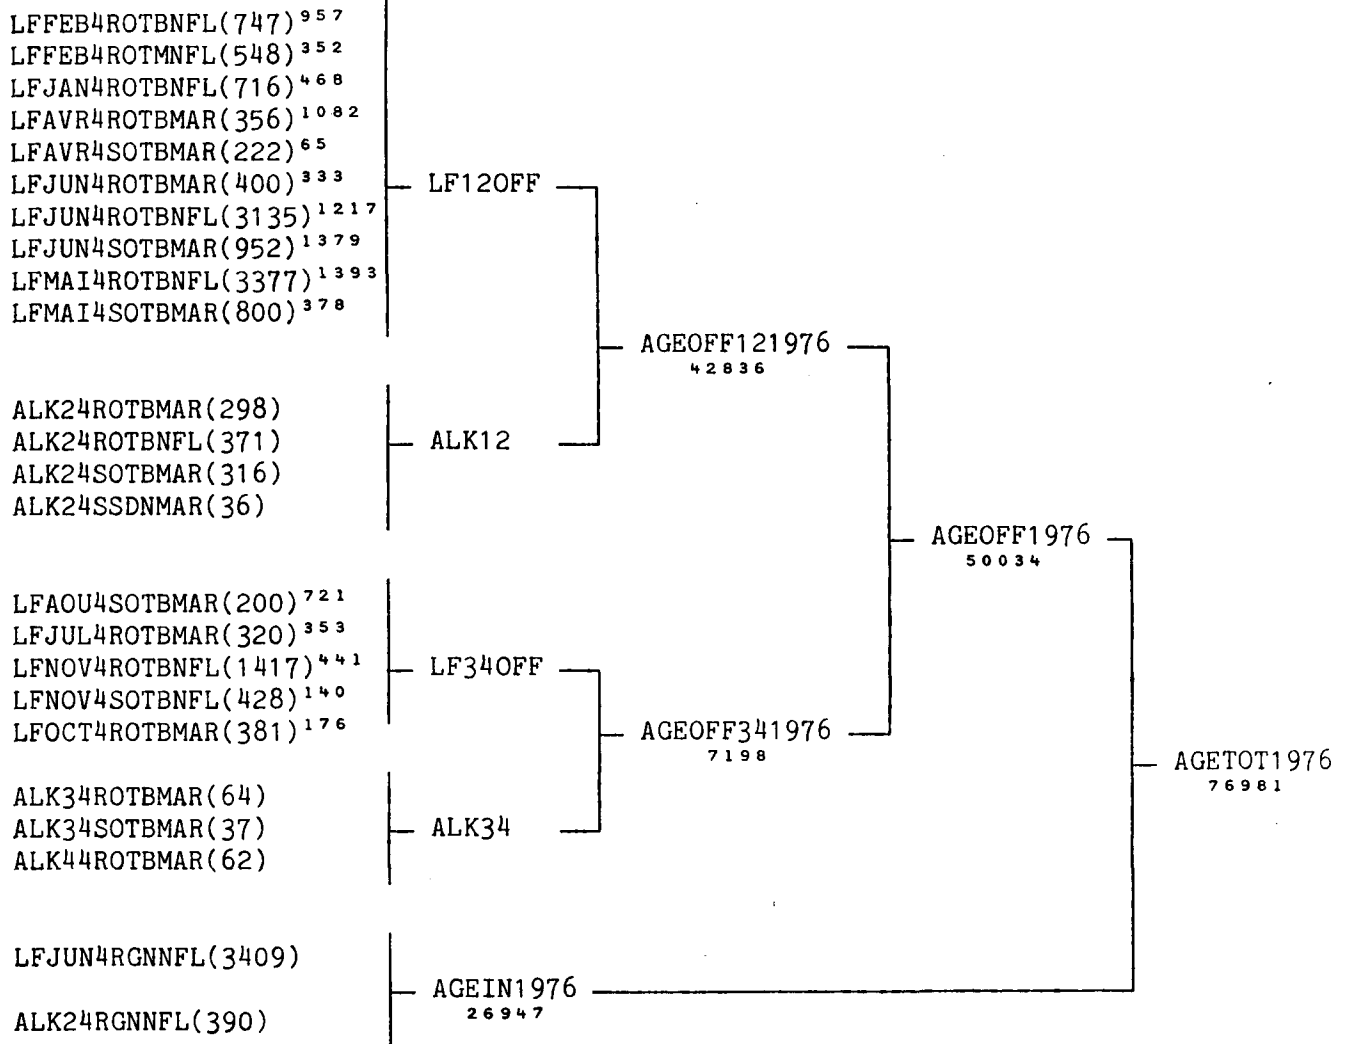 LFFEB4ROTBNFL(747)957
LFFEB4ROTMNFL(548)352
LFJAN4ROTBNFL(716)468
LFAVR4ROTBMAR(356)1082
LFAVR4SOTBMAR(222)65
LFJUN4ROTBMAR(400)333
LF12OFF
LFJUN4ROTBNFL(3135)1217
LFJUN4SOTBMAR(952)1379
LFMAI4ROTBNFL(3377)1393
LFMAI4SOTBMAR(800)378
AGEOFF121976
42836
ALK24ROTBMAR(298)
ALK24ROTBNFL(371)
ALK12
ALK24SOTBMAR(316)
ALK24SSDNMAR(36)
AGEOFF1976
50034
LFAOU4SOTBMAR(200)721
LFJUL4ROTBMAR(320)353
LFNOV4ROTBNFL(1417)441
LF34OFF
LFNOV4SOTBNFL(428)140
LFOCT4ROTBMAR(381)176
AGEOFF341976
7198
AGETOT1976
76981
ALK34ROTBMAR(64)
ALK34SOTBMAR(37)
ALK34
ALK44ROTBMAR(62)
LFJUN4RGNNFL(3409)
AGEIN1976
26947
ALK24RGNNFL(390)